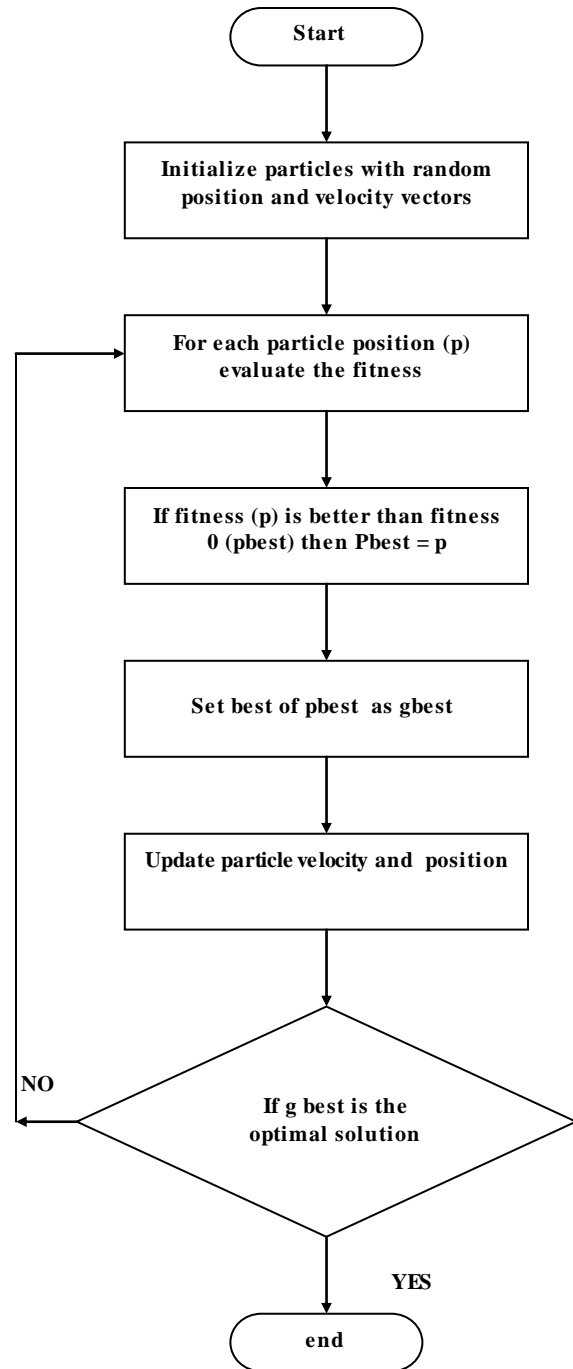 Start
Initialize particles with random
position and velocity vectors
For each particle position (p)
evaluate the fitness
If fitness (p) is better than fitness
0 (pbest) then Pbest = p
Set best of pbest as gbest
Update particle velocity and position
NO
If g best is the
optimal solution
YES
end